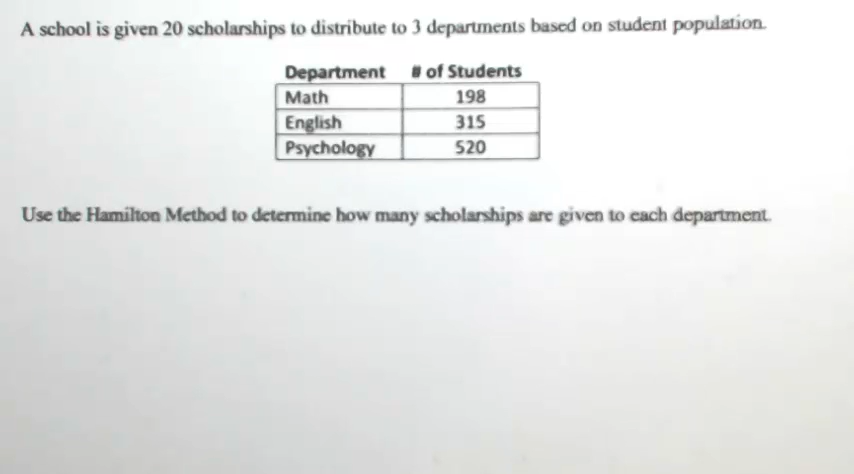 A school is given 20 scholarships to distribute to 3 departments based on student population.
Department # of Students
Math 198
English 315
Psychology 520
Use the Hamilton Method to determine how many scholarships are given to each department.